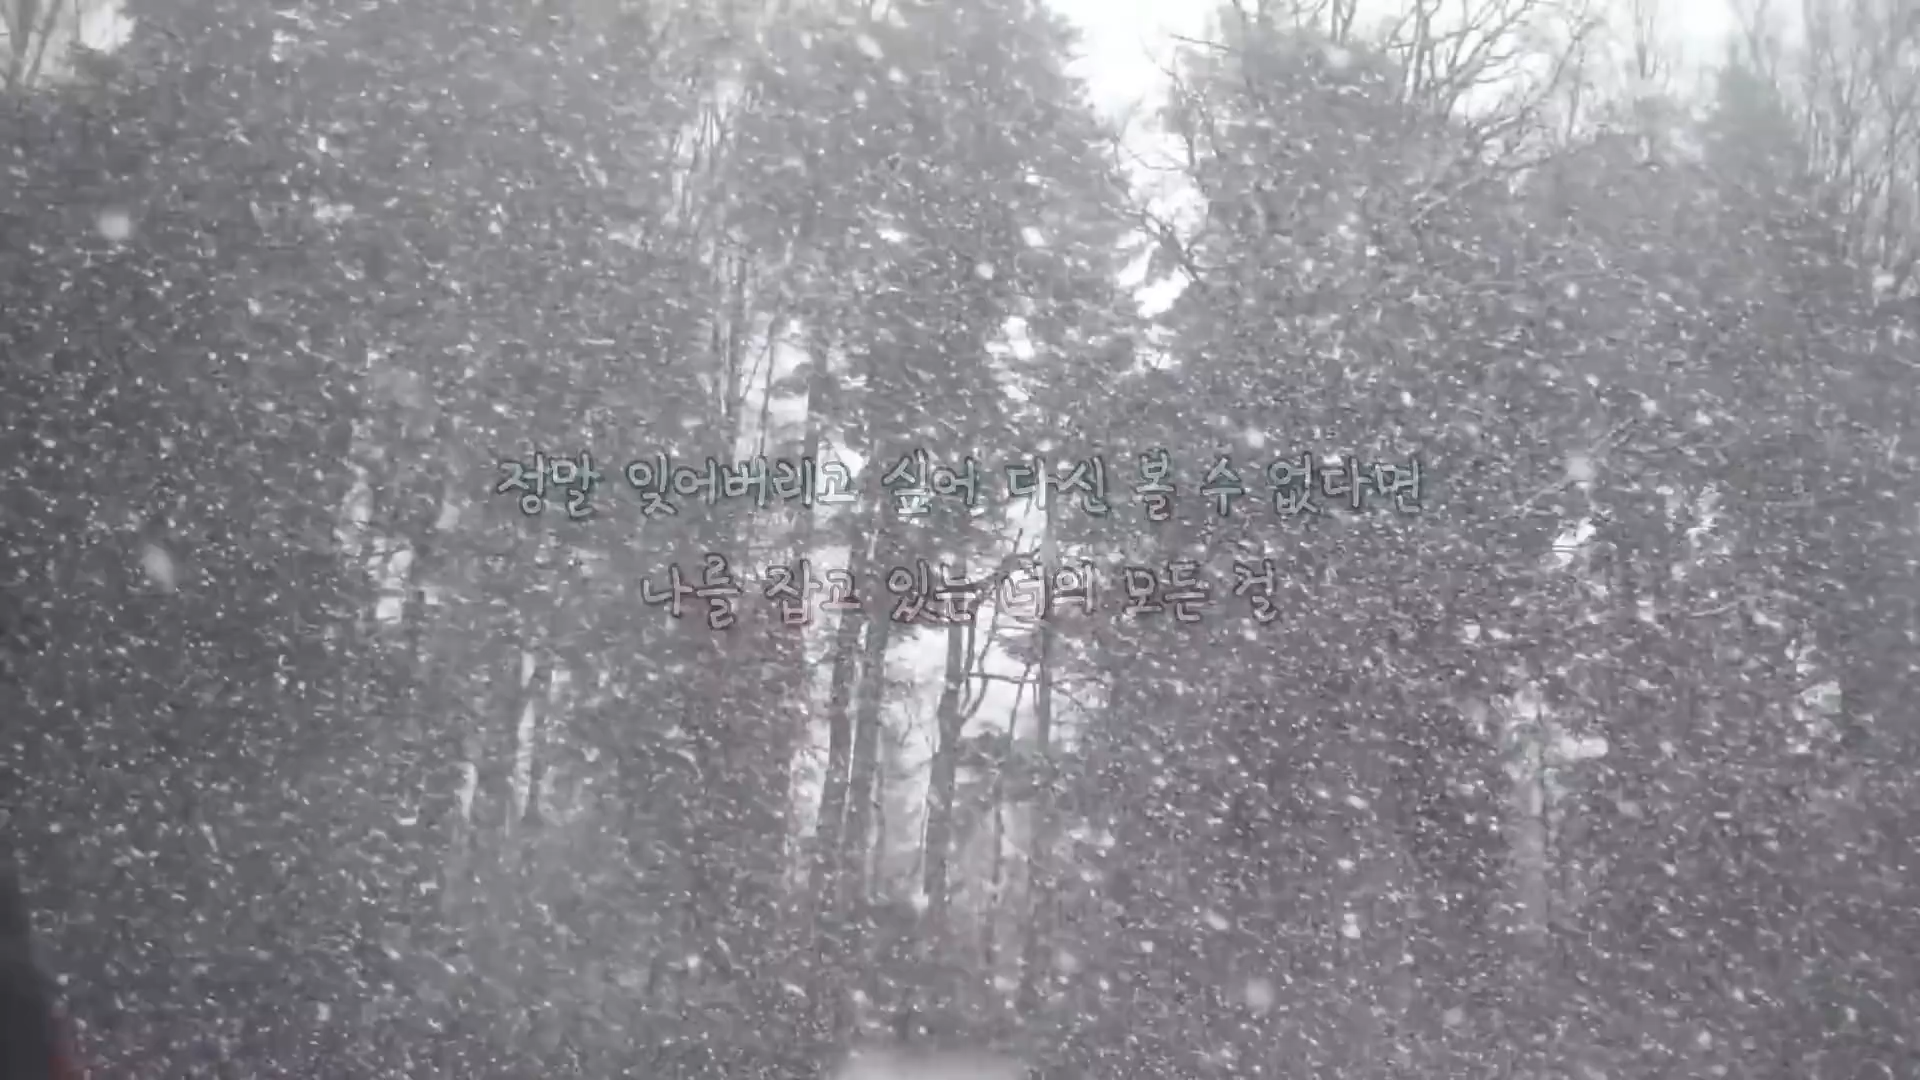 정말 잊어버리고 싶어 다신 볼 수 없다면
나를 잡고 있는 너의 모든 걸